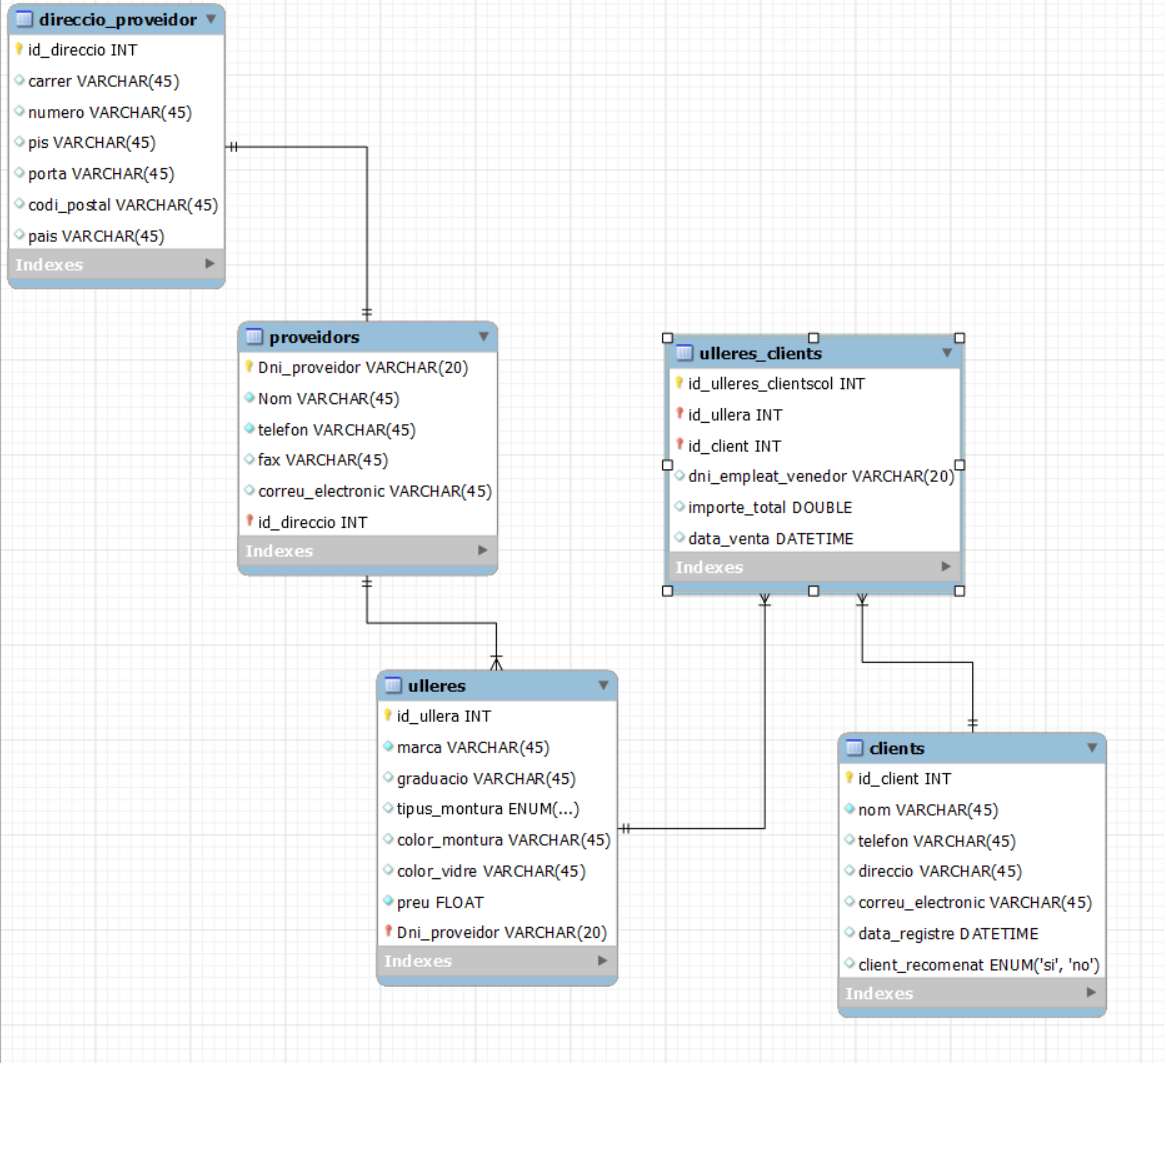 direccio_proveidor
id_direccio INT
carrer VARCHAR(45)
numero VARCHAR(45)
pis VARCHAR(45)
porta VARCHAR(45)
codi_postal VARCHAR(45)
pais VARCHAR(45)
Indexes
proveidors
Dni_proveidor VARCHAR(20)
Nom VARCHAR(45)
telefon VARCHAR(45)
fax VARCHAR(45)
correu_electronic VARCHAR(45)
id_direccio INT
Indexes
ulleres_clients
id_ulleres_clientscol INT
id_ullera INT
id_client INT
dni_empleat_venedor VARCHAR(20)
importe_total DOUBLE
data_venta DATETIME
Indexes
ulleres
id_ullera INT
marca VARCHAR(45)
graduacio VARCHAR(45)
tipus_montura ENUM(...)
color_montura VARCHAR(45)
color_vidre VARCHAR(45)
preu FLOAT
Dni_proveidor VARCHAR(20)
Indexes
clients
id_client INT
nom VARCHAR(45)
telefon VARCHAR(45)
direccio VARCHAR(45)
correu_electronic VARCHAR(45)
data_registre DATETIME
client_recomenat ENUM('si', 'no')
Indexes